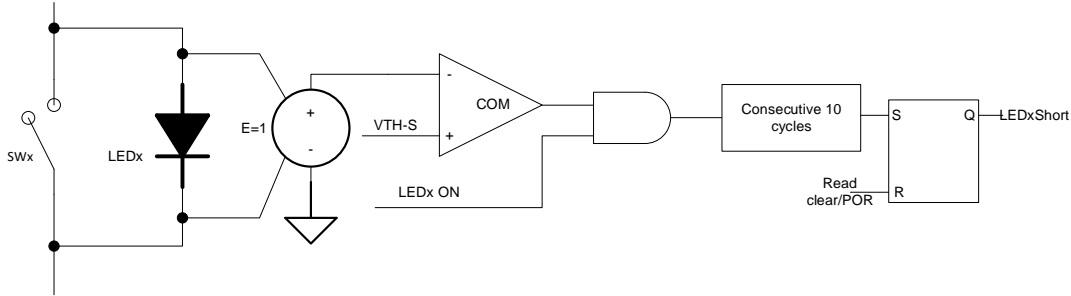 SWx
LEDx
E=1
+
-
VTH-S
-
+
COM
LEDx ON
Consecutive 10
cycles
S
Q
R
Read
clear/POR
LEDxShort